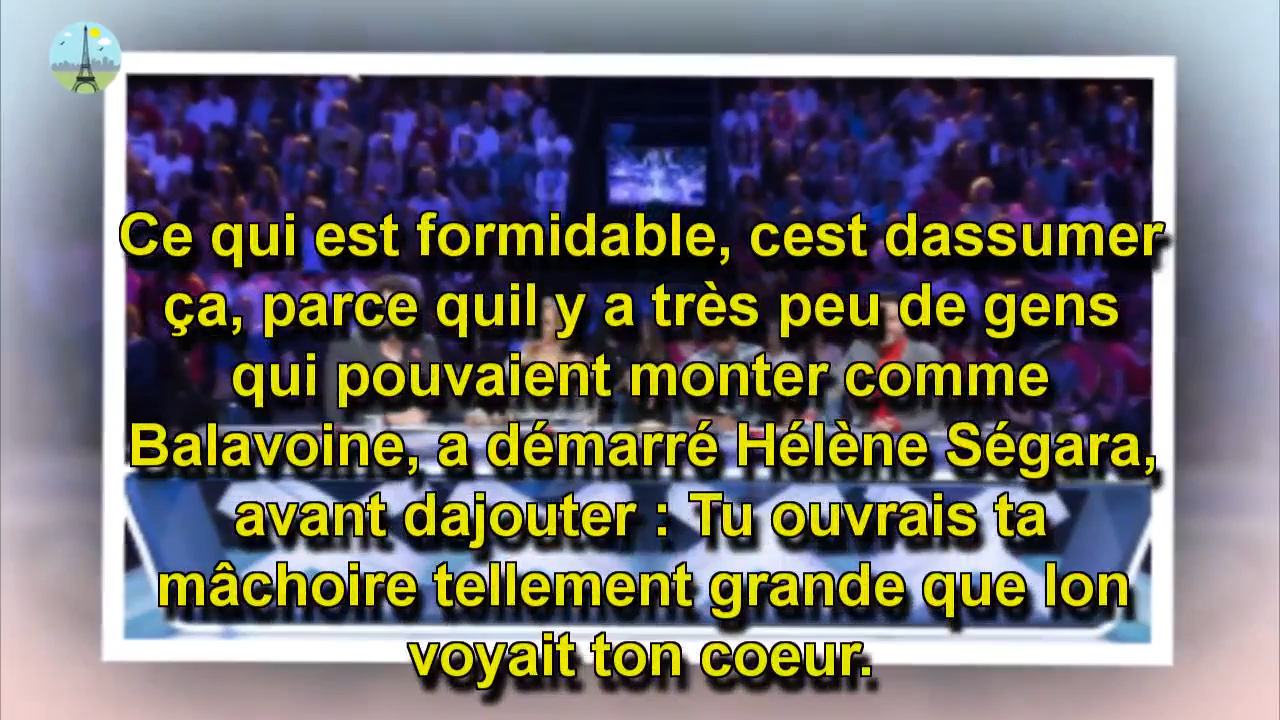 Ce qui est formidable, cest dassumer
ça, parce quil y a très peu de gens
qui pouvaient monter comme
Balavoine, a démarré Hélène Ségara,
avant dajouter : Tu ouvrais ta
mâchoire tellement grande que lon
voyait ton coeur.